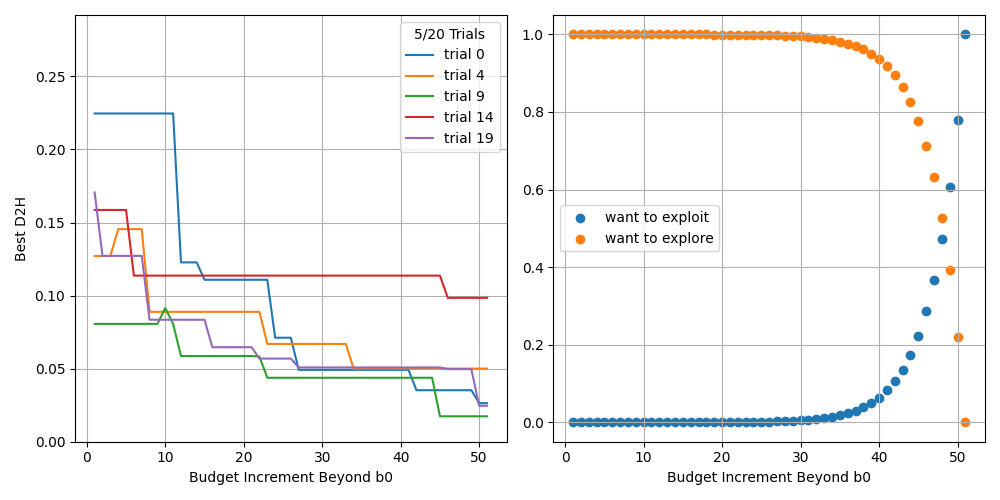 5/20 Trials
trial 0
trial 4
trial 9
trial 14
trial 19
Best D2H
0.25
0.20
0.15
0.10
0.05
0.00
0 10 20 30 40 50
Budget Increment Beyond b0
1.0
0.8
0.6
0.4
0.2
0.0
want to exploit
want to explore
0 10 20 30 40 50
Budget Increment Beyond b0